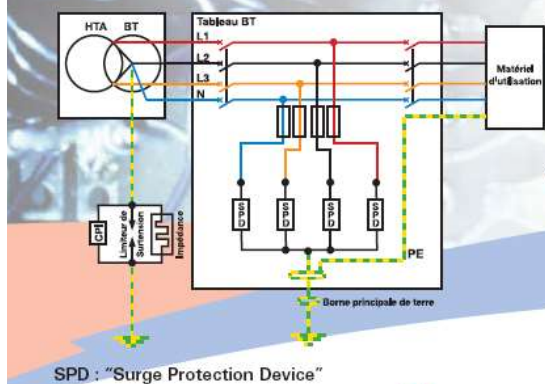 HTA BT
Tableau BT
L1
L2
L3
N
Matériel
d'utilisation
CPI
Limiteur de
Surtension
Impédance
SPD
SPD
SPD
SPD
PE
Borne principale de terre
SPD : "Surge Protection Device"